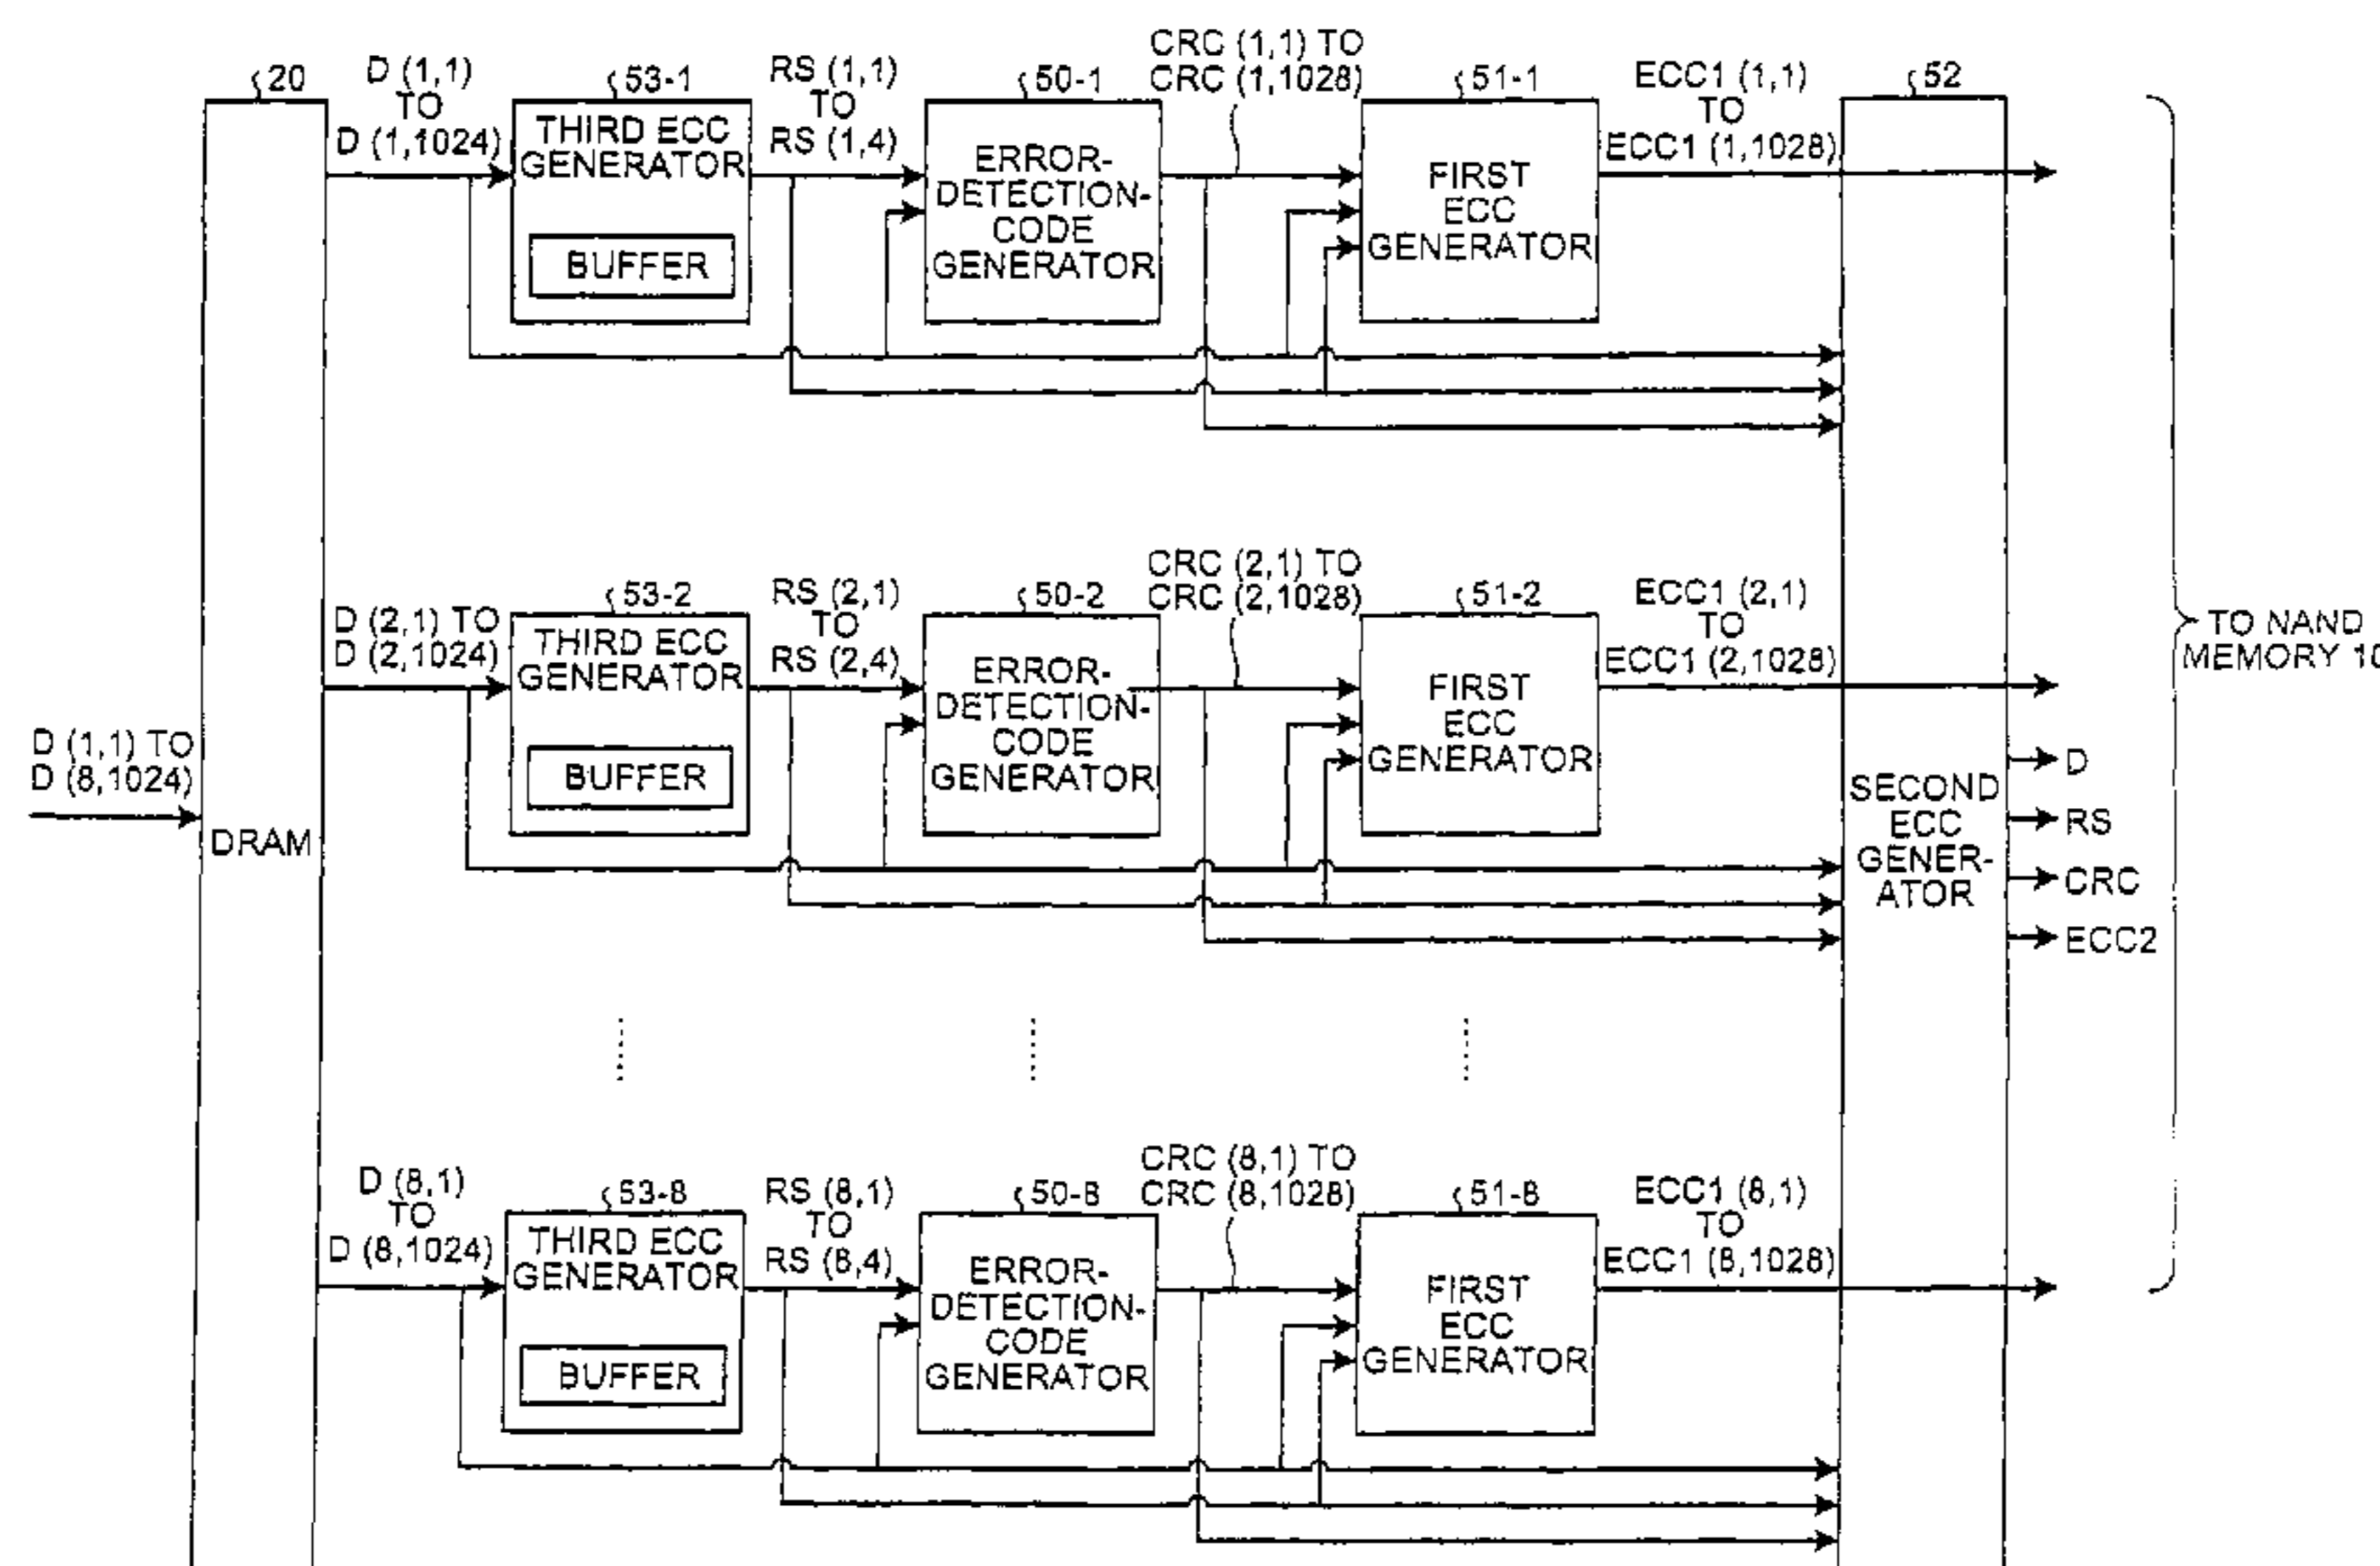 20
D (1,1)
TO
D (1,1024)
53-1
THIRD ECC
GENERATOR
BUFFER
RS (1,1)
TO
RS (1,4)
50-1
ERROR-
DETECTION-
CODE
GENERATOR
CRC (1,1) TO
CRC (1,1028)
51-1
FIRST
ECC
GENERATOR
ECC1 (1,1)
TO
ECC1 (1,1028)
52
D (2,1) TO
D (2,1024)
53-2
THIRD ECC
GENERATOR
BUFFER
RS (2,1)
TO
RS (2,4)
50-2
ERROR-
DETECTION-
CODE
GENERATOR
CRC (2,1) TO
CRC (2,1028)
51-2
FIRST
ECC
GENERATOR
ECC1 (2,1)
TO
ECC1 (2,1028)
TO NAND
MEMORY 10
D (1,1) TO
D (8,1024)
DRAM
SECOND
ECC
GENER-
ATOR
D
RS
CRC
ECC2
D (8,1)
TO
D (8,1024)
53-8
THIRD ECC
GENERATOR
BUFFER
RS (8,1)
TO
RS (8,4)
50-8
ERROR-
DETECTION-
CODE
GENERATOR
CRC (8,1) TO
CRC (8,1028)
51-8
FIRST
ECC
GENERATOR
ECC1 (8,1)
TO
ECC1 (8,1028)